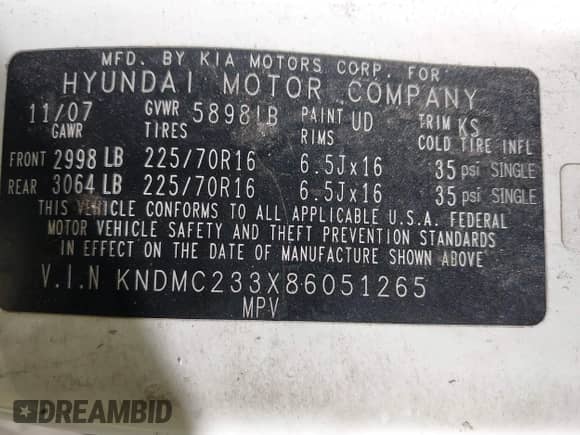 MFD. BY KIA MOTORS CORP. FOR
HYUNDAI MOTOR COMPANY
11/07 GVWR 5898LB PAINT UD TRIM KS
GAWR TIRES RIMS COLD TIRE INFL
FRONT 2998 LB 225/70R16 6.5Jx16 35 psi SINGLE
REAR 3064 LB 225/70R16 6.5Jx16 35 psi SINGLE
THIS VEHICLE CONFORMS TO ALL APPLICABLE U.S.A. FEDERAL
MOTOR VEHICLE SAFETY AND THEFT PREVENTION STANDARDS
IN EFFECT ON THE DATE OF MANUFACTURE SHOWN ABOVE
V.I.N KNDMC233X86051265
MPV
DREAMBID